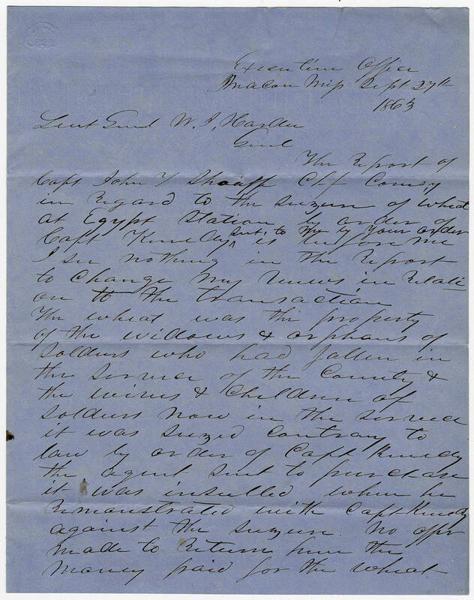 Executive Office
Macon Miss Sept 27th
1863
Lieut Genl W. J. Hardee
Genl
The report of
Capt John T Shaaff Chf Comsy
in regard to the seizure of wheat
at Egypt Station by order of
Capt Kenedy sent to me by your order
is before me
I see nothing in the report
to change my views in relati
on to the transaction
The wheat was the property
of the widows & orphans of
soldiers who had fallen in
the service of the County &
the wives & children of
soldiers now in the service
it was seized contrary to
law by order of Capt Kenedy
the agent sent to purchase
it was insulted when he
remonstrated with Capt Kenedy
against the seizure. No offer
made to return him the
money paid for the wheat